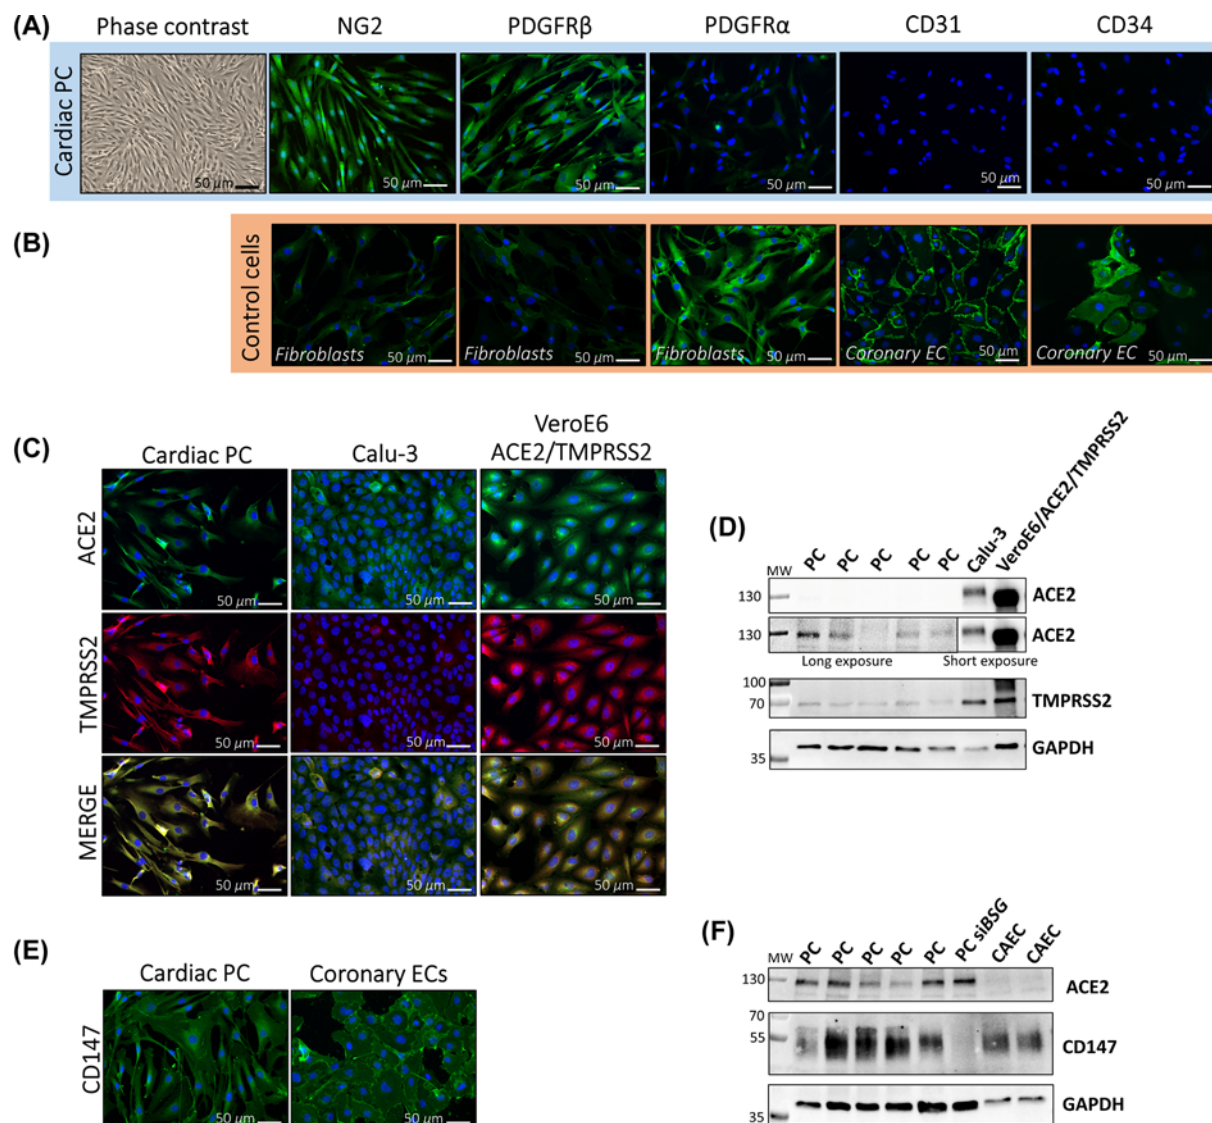 (A)
Phase contrast NG2 PDGFRβ PDGFRα CD31 CD34
Cardiac PC
50 µm 50 µm 50 µm 50 µm 50 µm 50 µm
(B)
Control cells
Fibroblasts 50 µm Fibroblasts 50 µm Fibroblasts 50 µm Coronary EC 50 µm Coronary EC 50 µm
(C)
Cardiac PC Calu-3 VeroE6
ACE2/TMPRSS2
ACE2
50 µm 50 µm 50 µm
TMPRSS2
50 µm 50 µm 50 µm
MERGE
50 µm 50 µm 50 µm
(D)
MW PC PC PC PC PC Calu-3 VeroE6/ACE2/TMPRSS2
130 ACE2
130 ACE2
Long exposure Short exposure
100
70 TMPRSS2
GAPDH
35
(E)
Cardiac PC Coronary ECs
CD147
50 µm 50 µm
(F)
MW PC PC PC PC PC PC siBSG CAEC CAEC
130 ACE2
70
55 CD147
GAPDH
35